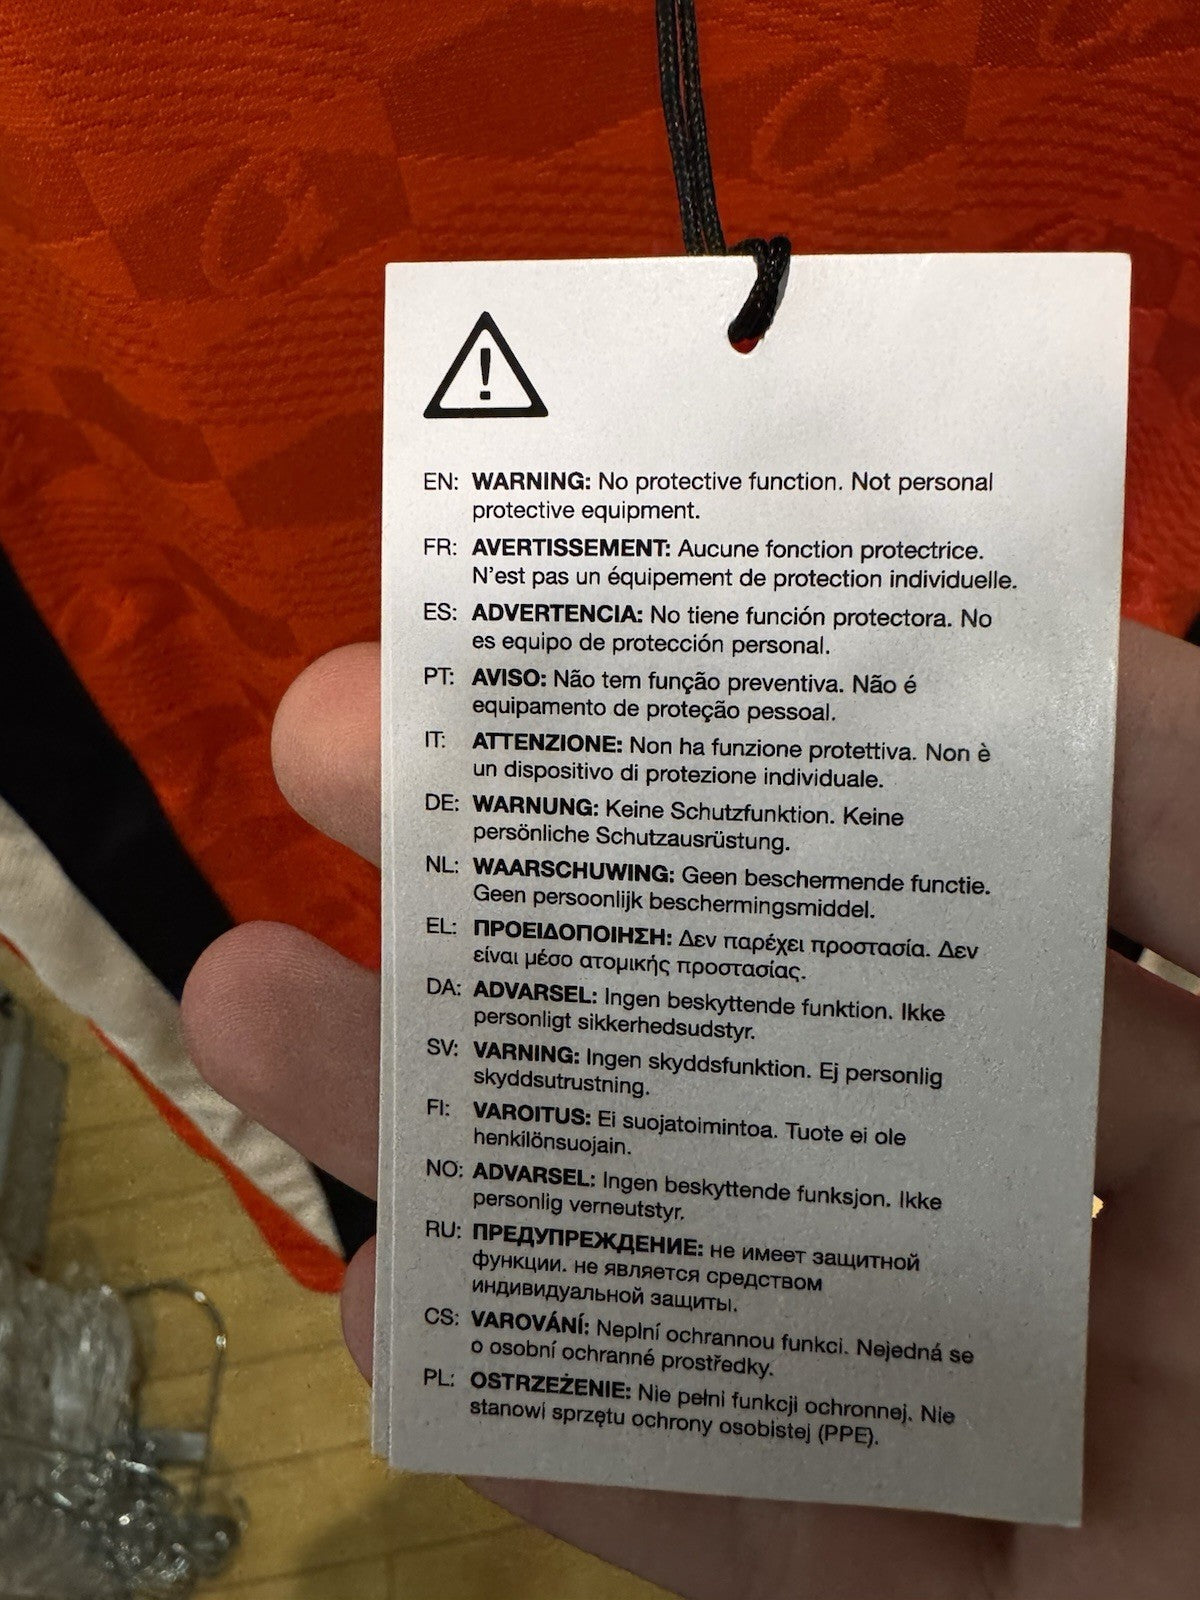 EN: WARNING: No protective function. Not personal
protective equipment.
FR: AVERTISSEMENT: Aucune fonction protectrice.
N'est pas un équipement de protection individuelle.
ES: ADVERTENCIA: No tiene función protectora. No
es equipo de protección personal.
PT: AVISO: Não tem função preventiva. Não é
equipamento de proteção pessoal.
IT: ATTENZIONE: Non ha funzione protettiva. Non è
un dispositivo di protezione individuale.
DE: WARNUNG: Keine Schutzfunktion. Keine
persönliche Schutzausrüstung.
NL: WAARSCHUWING: Geen beschermende functie.
Geen persoonlijk beschermingsmiddel.
EL: ΠΡΟΕΙΔΟΠΟΙΗΣΗ: Δεν παρέχει προστασία. Δεν
είναι μέσο ατομικής προστασίας.
DA: ADVARSEL: Ingen beskyttende funktion. Ikke
personligt sikkerhedsudstyr.
SV: VARNING: Ingen skyddsfunktion. Ej personlig
skyddsutrustning.
FI: VAROITUS: Ei suojatoimintoa. Tuote ei ole
henkilönsuojain.
NO: ADVARSEL: Ingen beskyttende funksjon. Ikke
personlig verneutstyr.
RU: ПРЕДУПРЕЖДЕНИЕ: не имеет защитной
функции. не является средством
индивидуальной защиты.
CS: VAROVÁNÍ: Neplní ochrannou funkci. Nejedná se
o osobní ochranné prostředky.
PL: OSTRZEŻENIE: Nie pełni funkcji ochronnej. Nie
stanowi sprzętu ochrony osobistej (PPE).